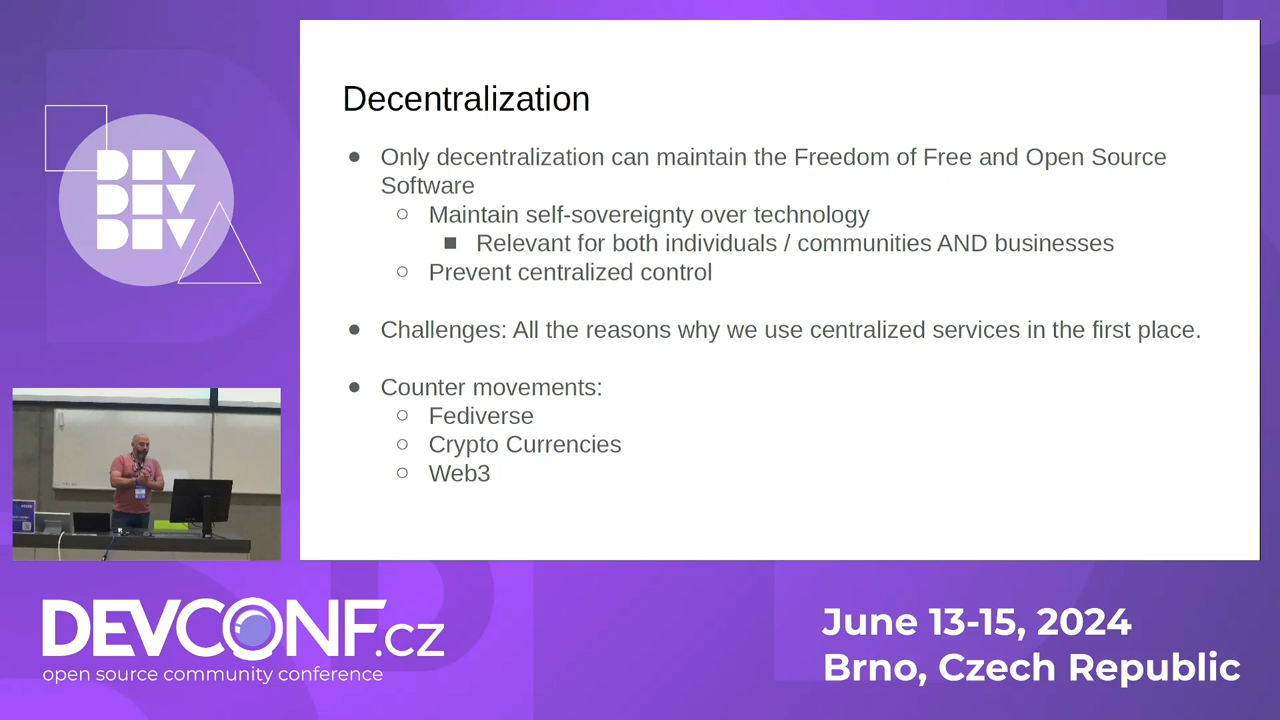 DEV
DEV
DEV
Decentralization
● Only decentralization can maintain the Freedom of Free and Open Source
Software
○ Maintain self-sovereignty over technology
■ Relevant for both individuals / communities AND businesses
○ Prevent centralized control
● Challenges: All the reasons why we use centralized services in the first place.
● Counter movements:
○ Fediverse
○ Crypto Currencies
○ Web3
DEVCONF.cz
open source community conference
June 13-15, 2024
Brno, Czech Republic